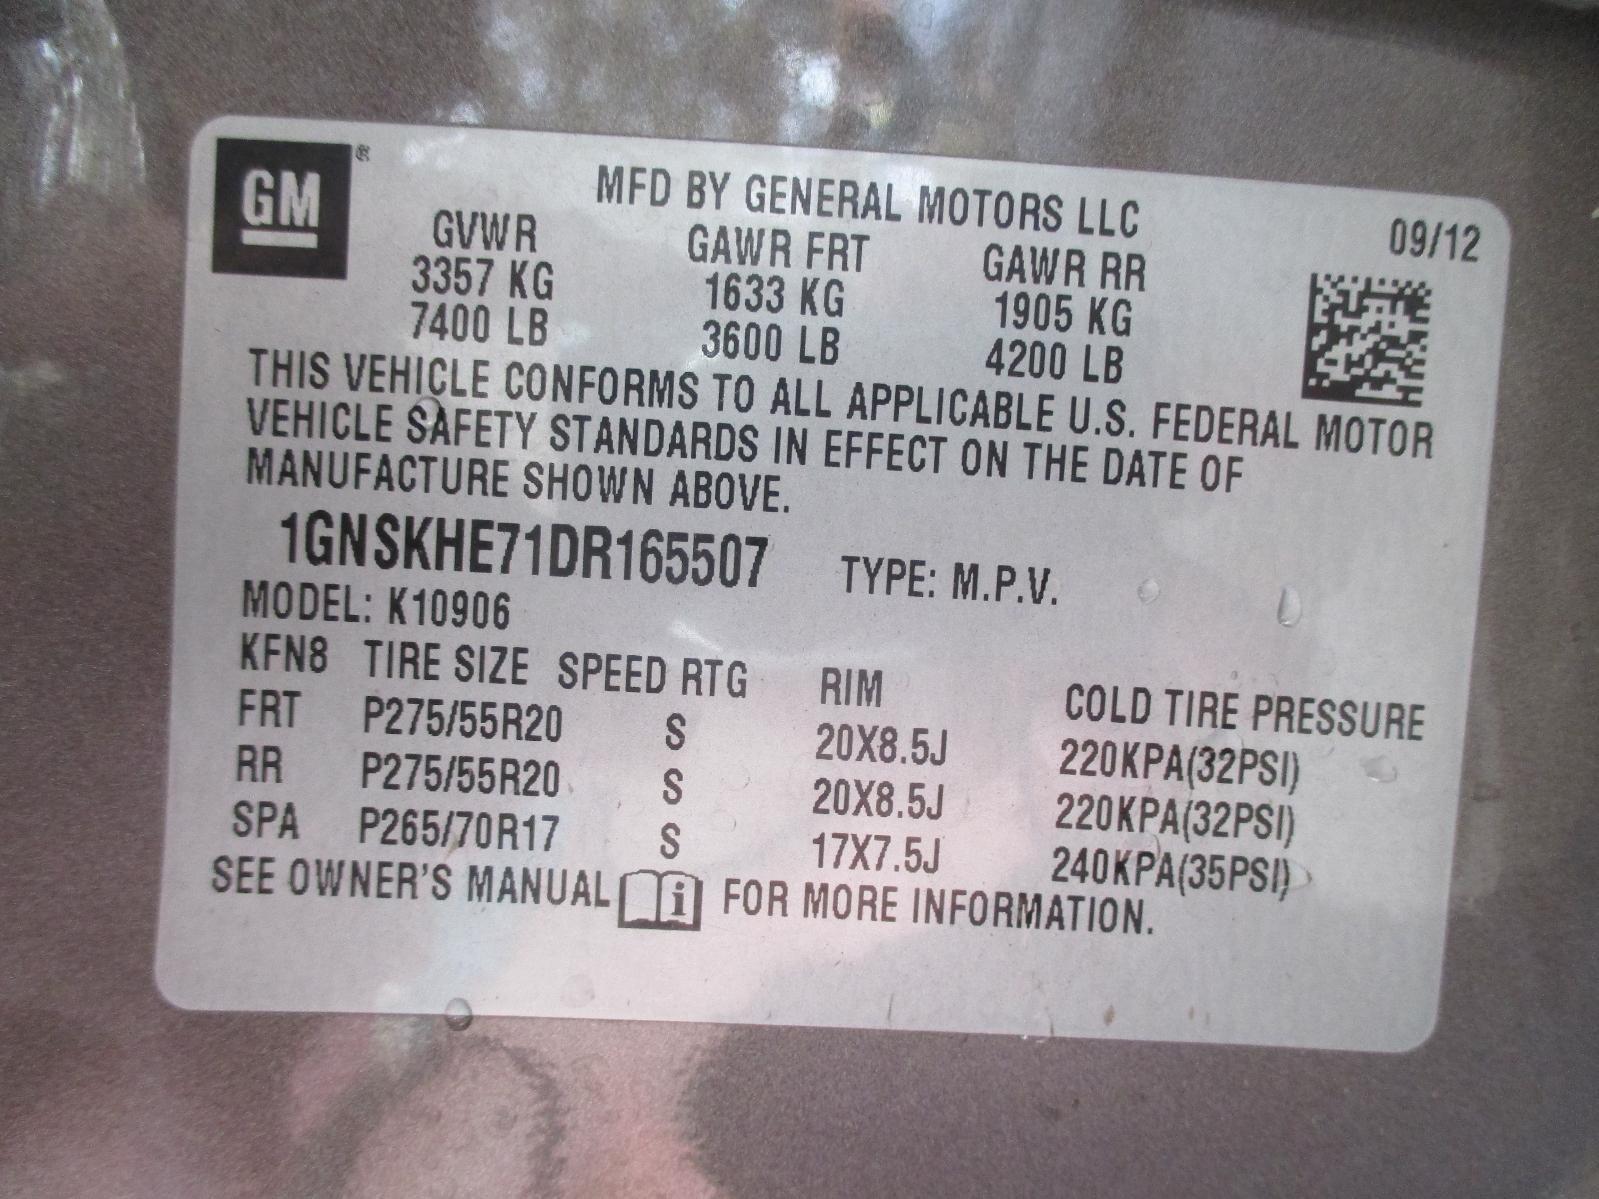 GM®
MFD BY GENERAL MOTORS LLC
09/12
GVWR GAWR FRT GAWR RR
3357 KG 1633 KG 1905 KG
7400 LB 3600 LB 4200 LB
THIS VEHICLE CONFORMS TO ALL APPLICABLE U.S. FEDERAL MOTOR
VEHICLE SAFETY STANDARDS IN EFFECT ON THE DATE OF
MANUFACTURE SHOWN ABOVE.
1GNSKHE71DR165507 TYPE: M.P.V.
MODEL: K10906
KFN8 TIRE SIZE SPEED RTG RIM COLD TIRE PRESSURE
FRT P275/55R20 S 20X8.5J 220KPA(32PSI)
RR P275/55R20 S 20X8.5J 220KPA(32PSI)
SPA P265/70R17 S 17X7.5J 240KPA(35PSI)
SEE OWNER'S MANUAL i FOR MORE INFORMATION.